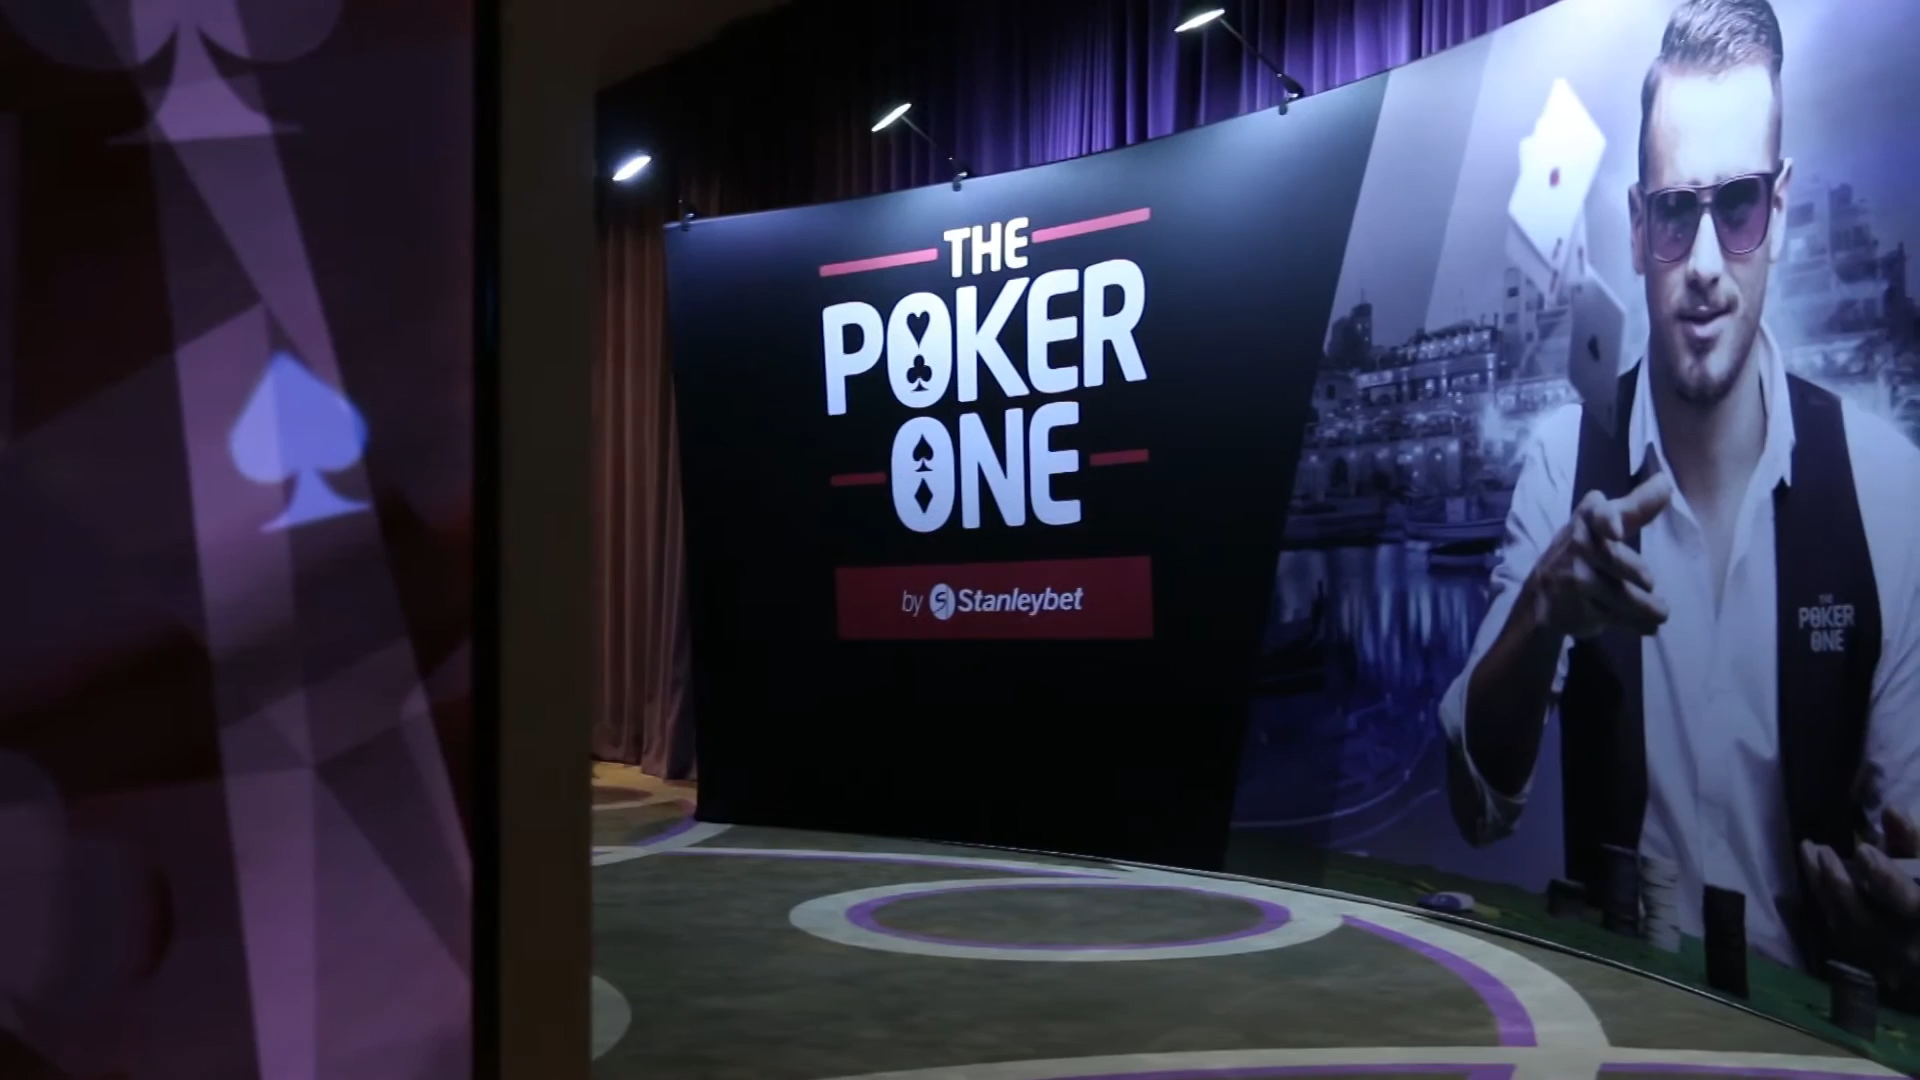 THE
POKER
ONE
by Stanleybet
THE
POKER
ONE